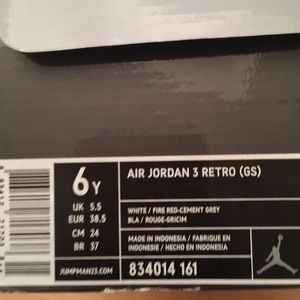 6Y
UK 5.5
EUR 38.5
CM 24
BR 37
JUMPMAN23.COM
AIR JORDAN 3 RETRO (GS)
WHITE / FIRE RED-CEMENT GREY
BLA / ROUGE-GRICIM
MADE IN INDONESIA / FABRIQUE EN
INDONESIE / HECHO EN INDONESIA
834014 161